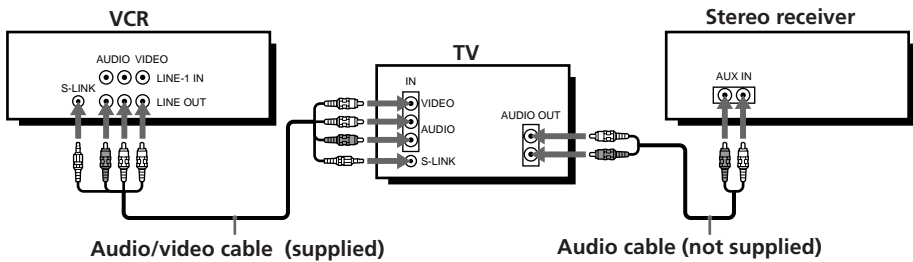 VCR
AUDIO VIDEO
LINE-1 IN
S-LINK
LINE OUT
TV
IN
VIDEO
AUDIO
S-LINK
AUDIO OUT
Stereo receiver
AUX IN
Audio/video cable (supplied)
Audio cable (not supplied)